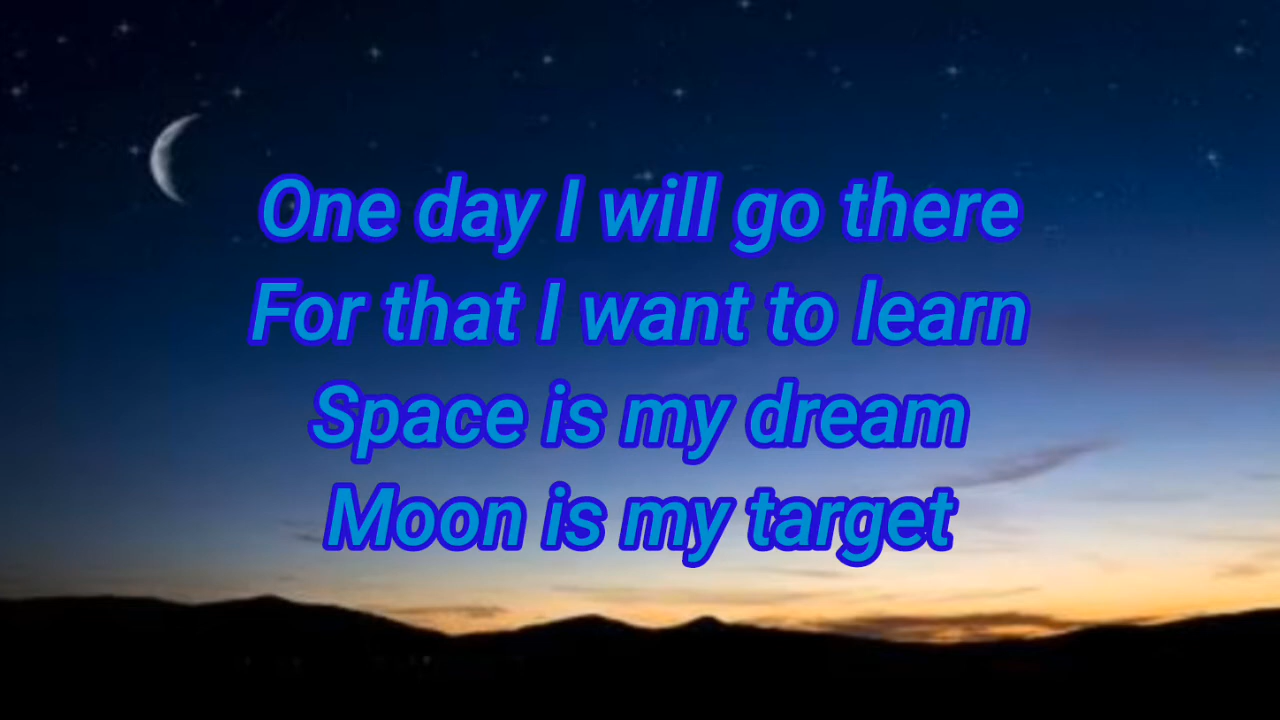 One day I will go there
For that I want to learn
Space is my dream
Moon is my target